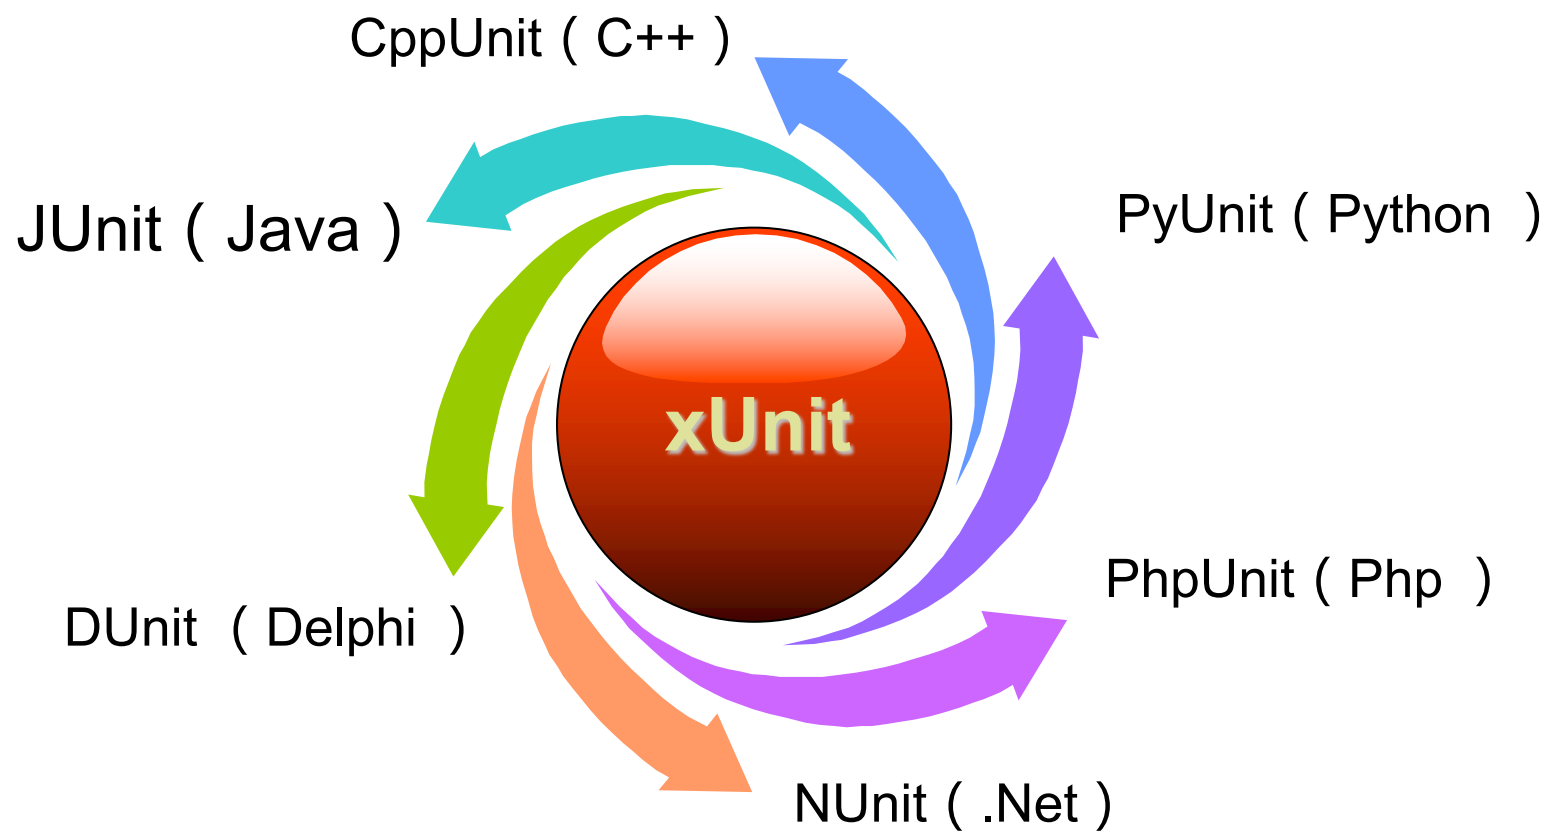 CppUnit ( C++ )
PyUnit ( Python )
JUnit ( Java )
xUnit
PhpUnit ( Php )
DUnit ( Delphi )
NUnit ( .Net )